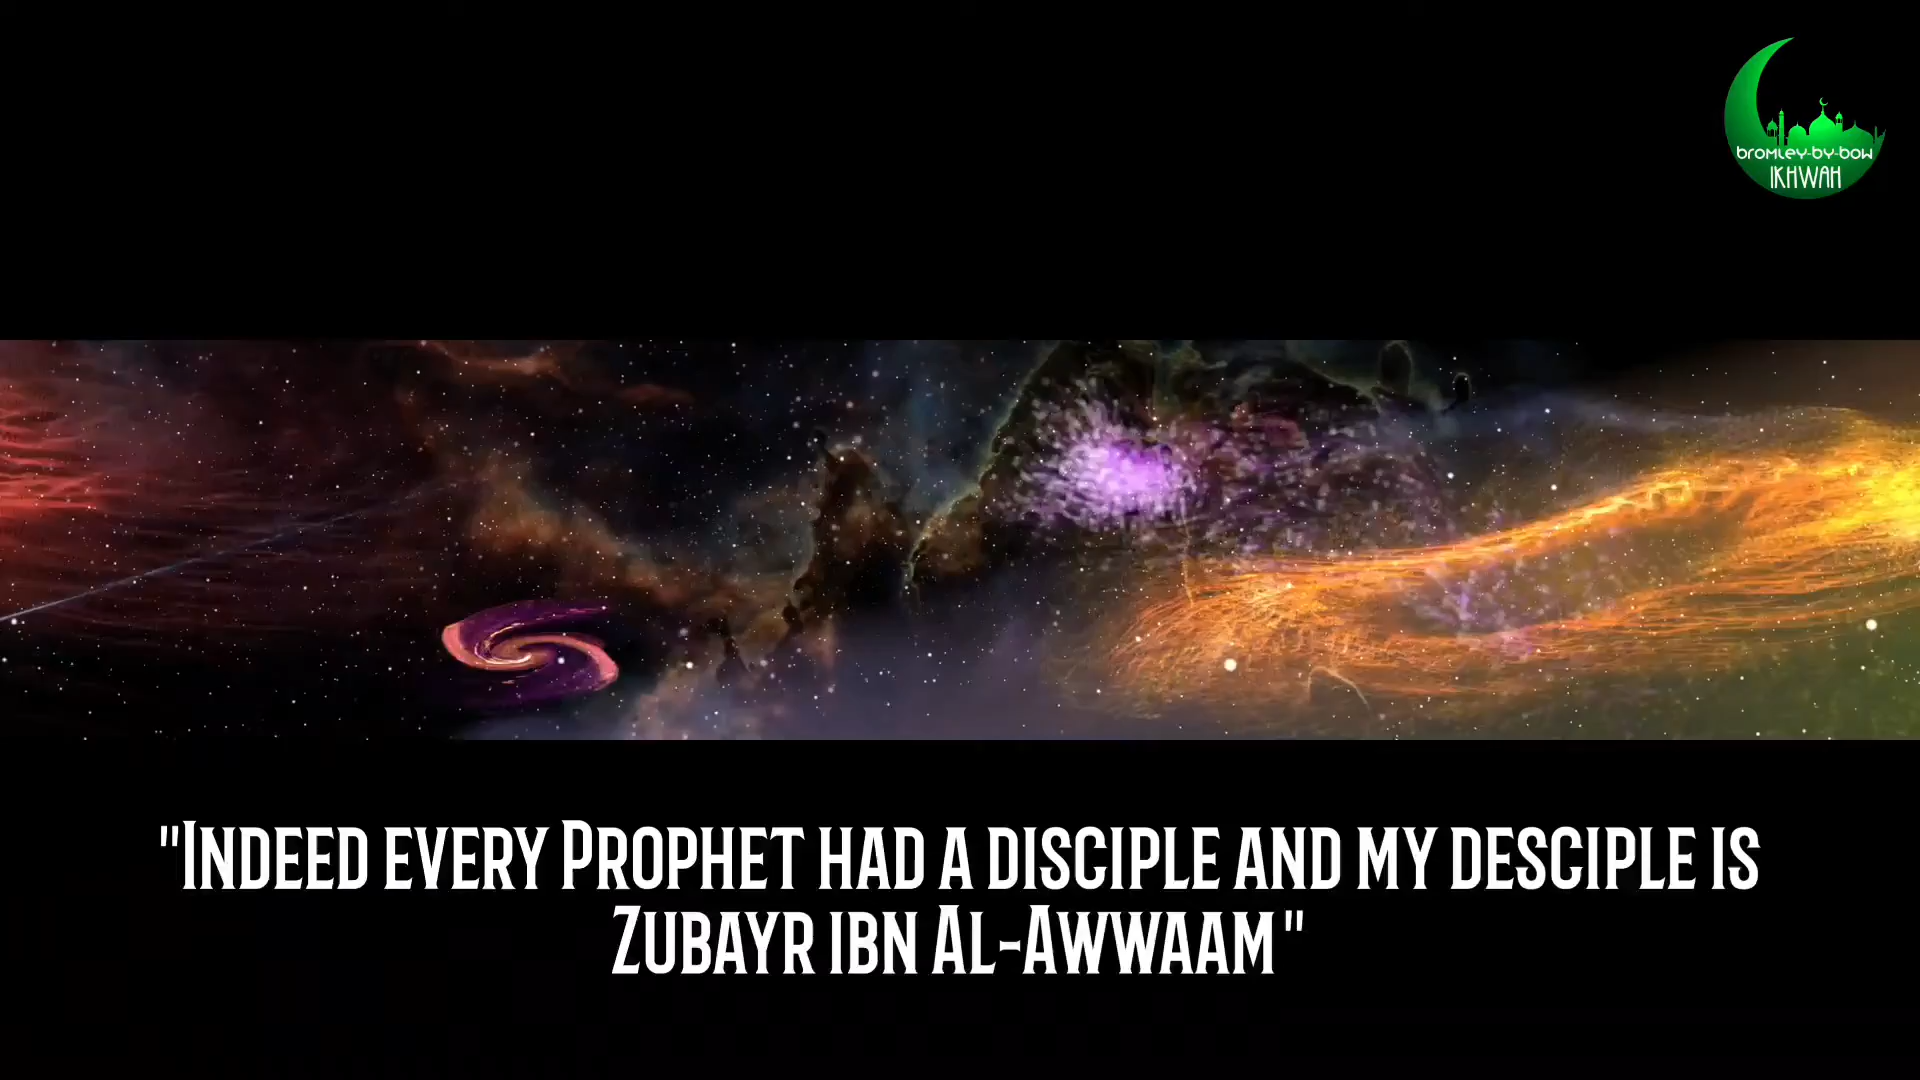 bromley-by-bow
IKHWAH
"Indeed every Prophet had a disciple and my desciple is
Zubayr ibn Al-Awwaam"